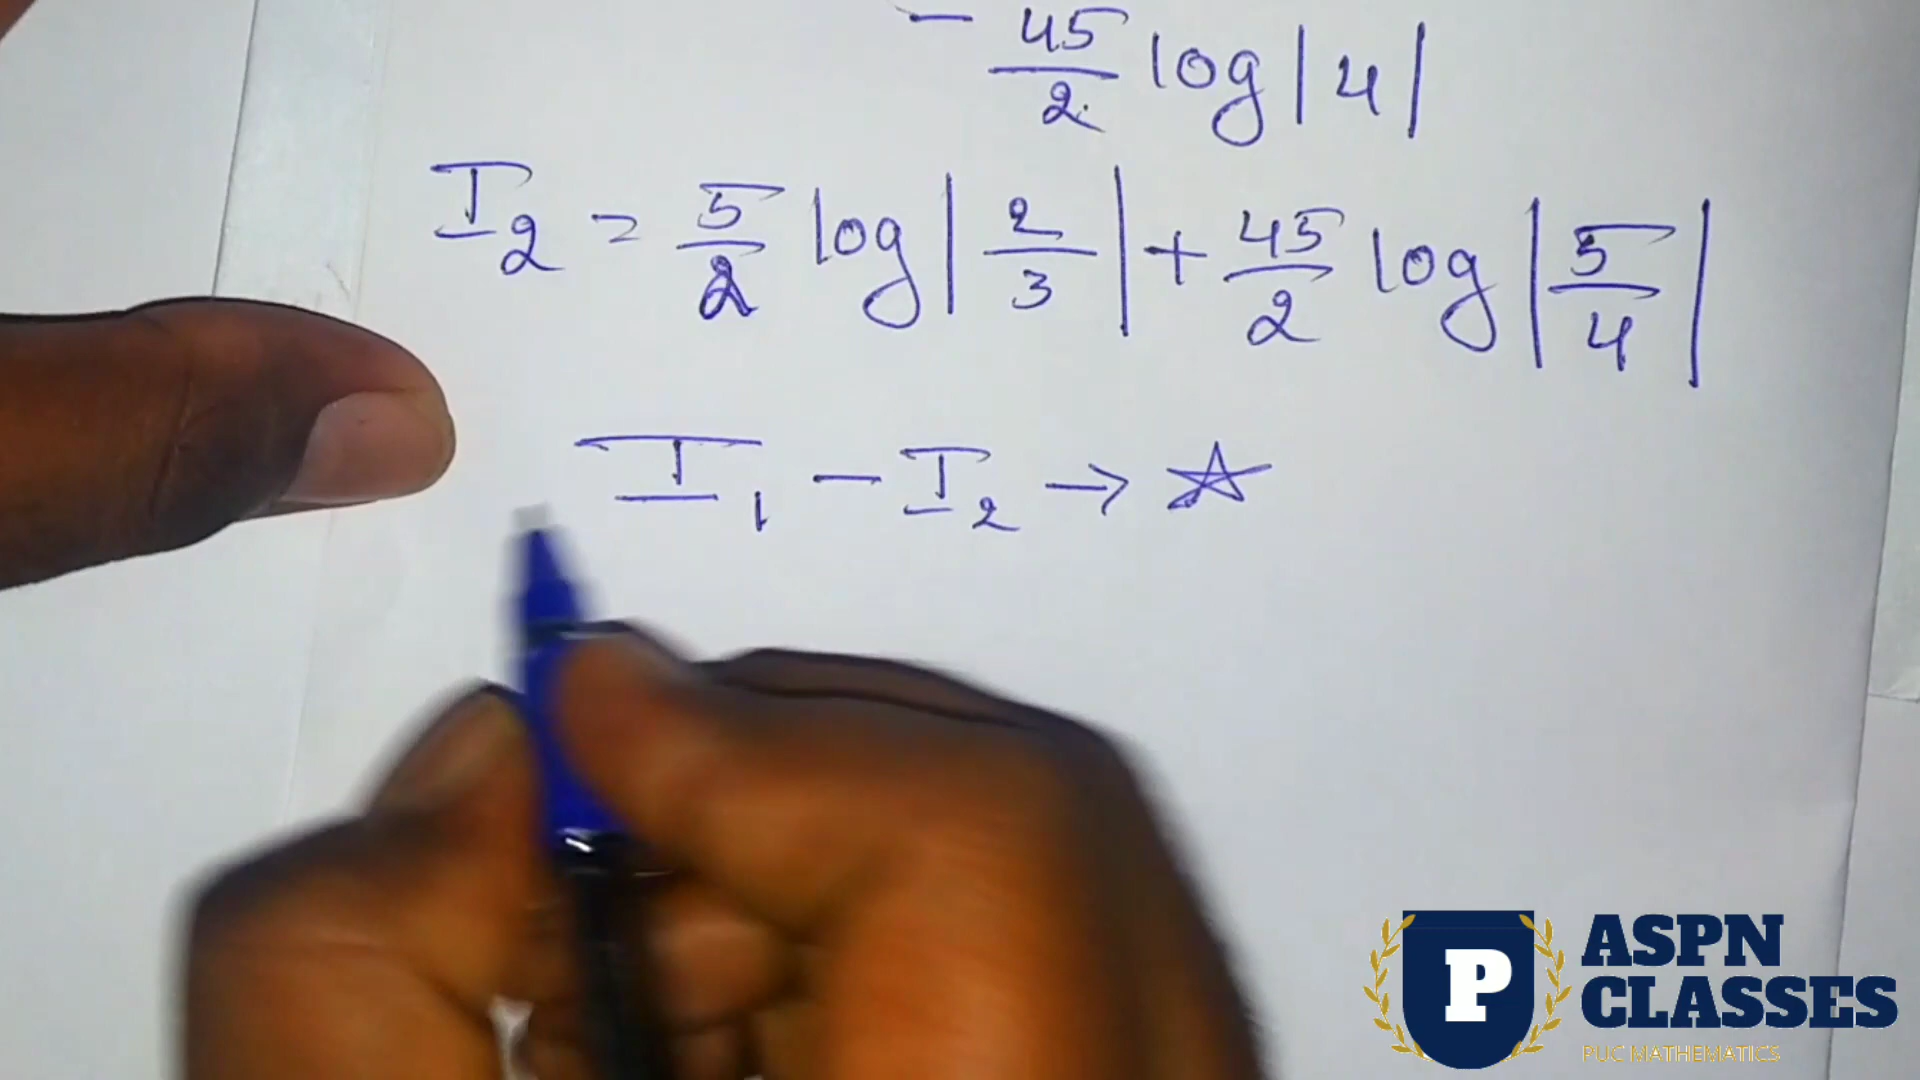 - 45/2 log|4|
I₂ = 5/2 log|2/3| + 45/2 log|5/4|
I₁ - I₂ → ☆
P
ASPN
CLASSES
PUC MATHEMATICS